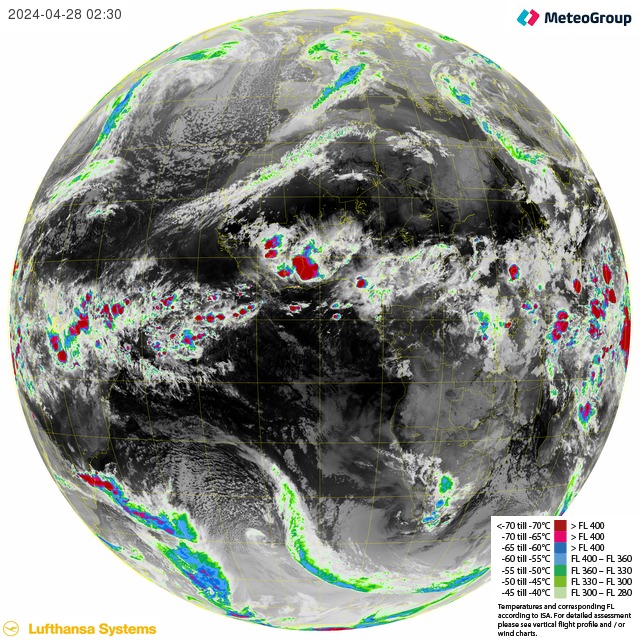 2024-04-28 02:30
MeteoGroup
<-70 till -70°C > FL 400
-70 till -65°C > FL 400
-65 till -60°C > FL 400
-60 till -55°C FL 400 – FL 360
-55 till -50°C FL 360 – FL 330
-50 till -45°C FL 330 – FL 300
-45 till -40°C FL 300 – FL 280
Temperatures and corresponding FL
according to ISA. For detailed assessment
please see vertical flight profile and / or
wind charts.
Lufthansa Systems